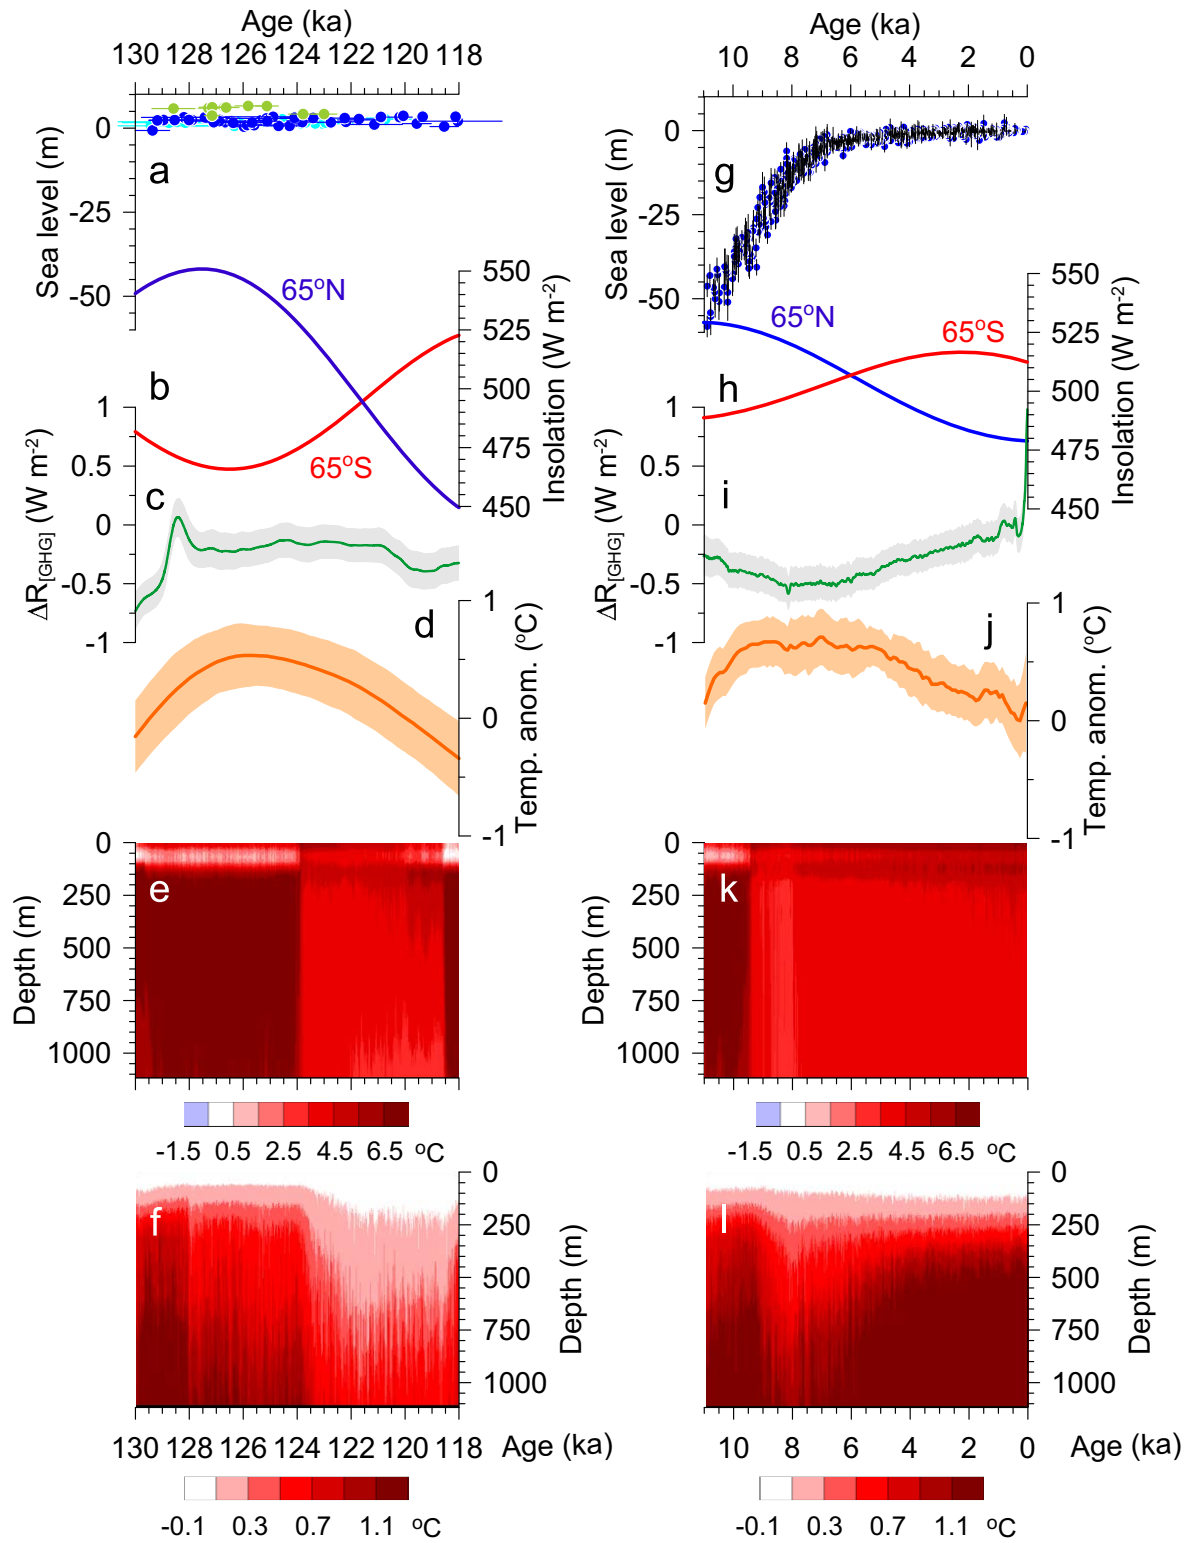 Age (ka)
130 128 126 124 122 120 118
Age (ka)
10 8 6 4 2 0
Sea level (m)
0
-25
-50
a
Sea level (m)
0
-25
-50
g
65°N
65°S
b
Insolation (W m-2)
550
525
500
475
450
65°N
65°S
h
Insolation (W m-2)
550
525
500
475
450
ΔR[GHG] (W m-2)
1
0.5
0
-0.5
-1
c
ΔR[GHG] (W m-2)
1
0.5
0
-0.5
-1
i
d
Temp. anom. (°C)
1
0
-1
j
Temp. anom. (°C)
1
0
-1
Depth (m)
0
250
500
750
1000
e
Depth (m)
0
250
500
750
1000
k
-1.5 0.5 2.5 4.5 6.5 °C
-1.5 0.5 2.5 4.5 6.5 °C
f
Depth (m)
0
250
500
750
1000
l
Depth (m)
0
250
500
750
1000
130 128 126 124 122 120 118 Age (ka)
10 8 6 4 2 0 Age (ka)
-0.1 0.3 0.7 1.1 °C
-0.1 0.3 0.7 1.1 °C